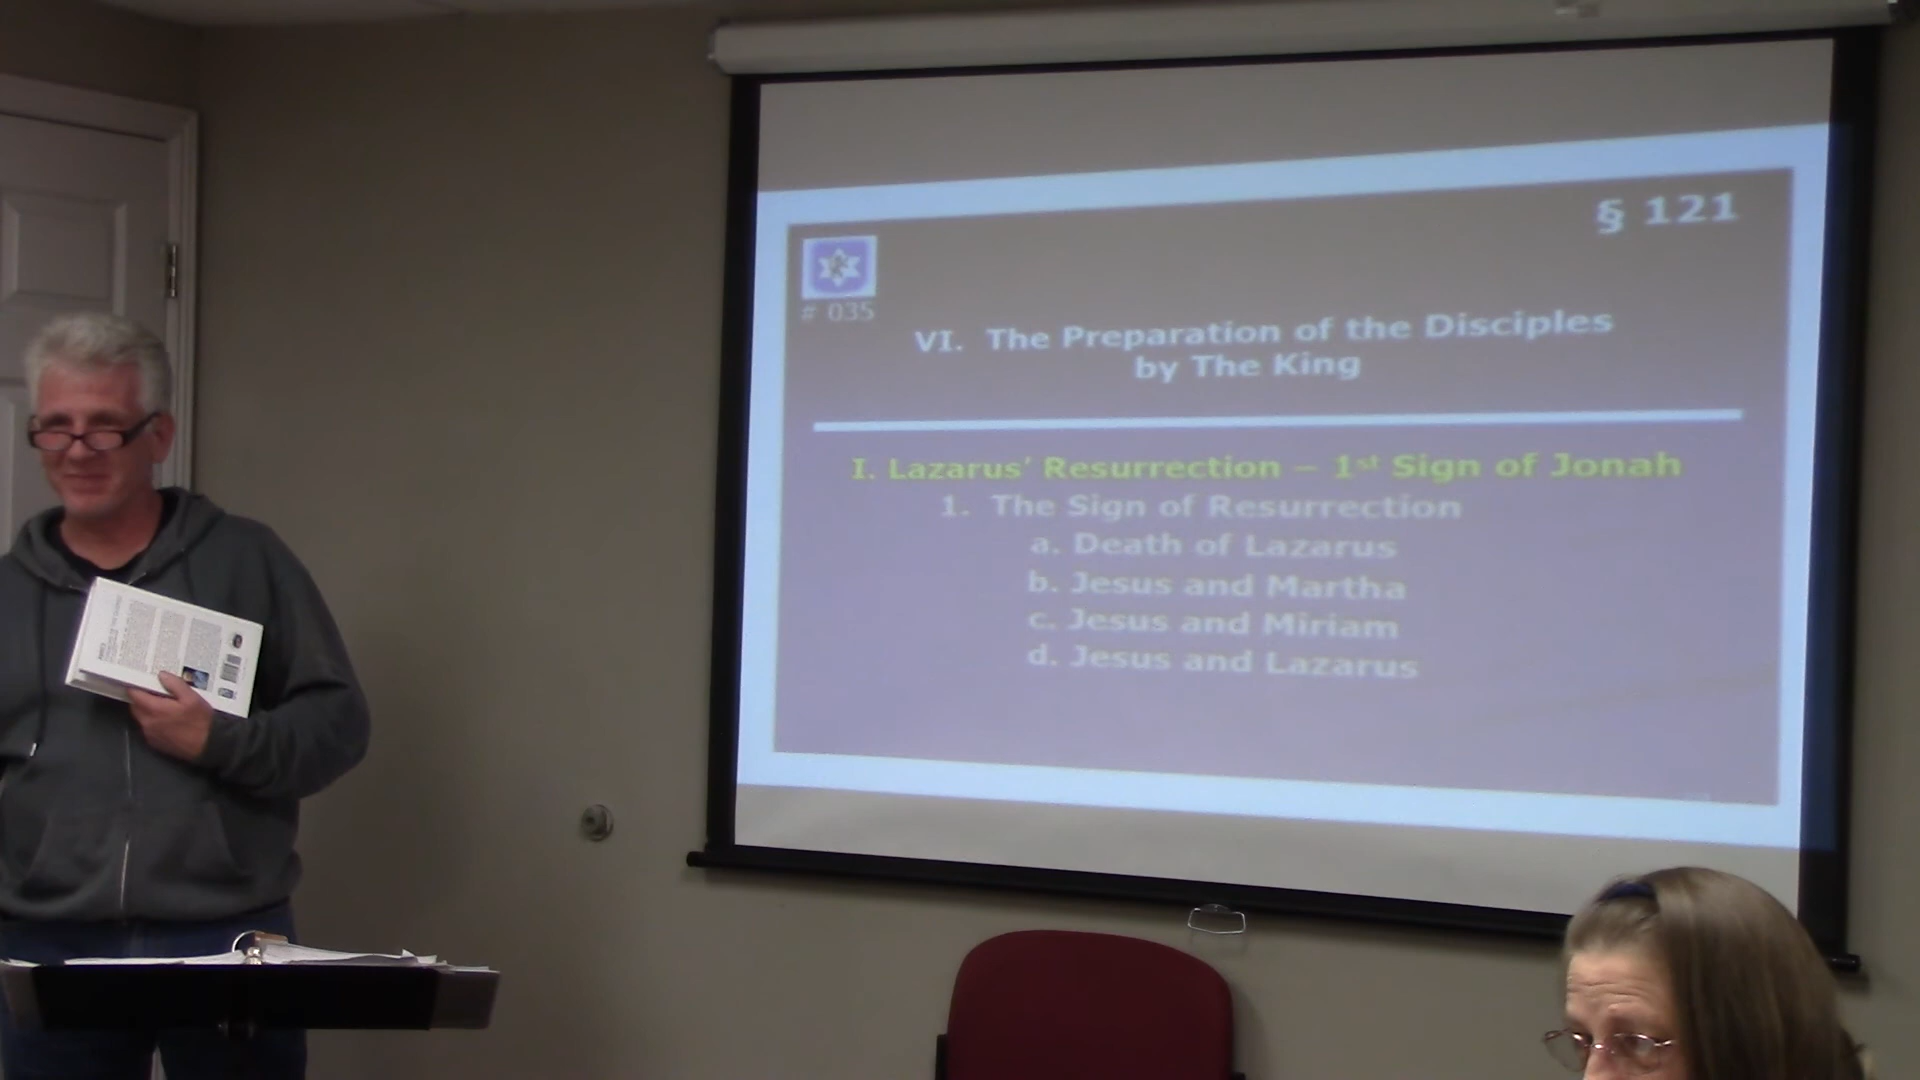 § 121
# 035
VI. The Preparation of the Disciples
by The King
I. Lazarus’ Resurrection – 1st Sign of Jonah
1. The Sign of Resurrection
a. Death of Lazarus
b. Jesus and Martha
c. Jesus and Miriam
d. Jesus and Lazarus